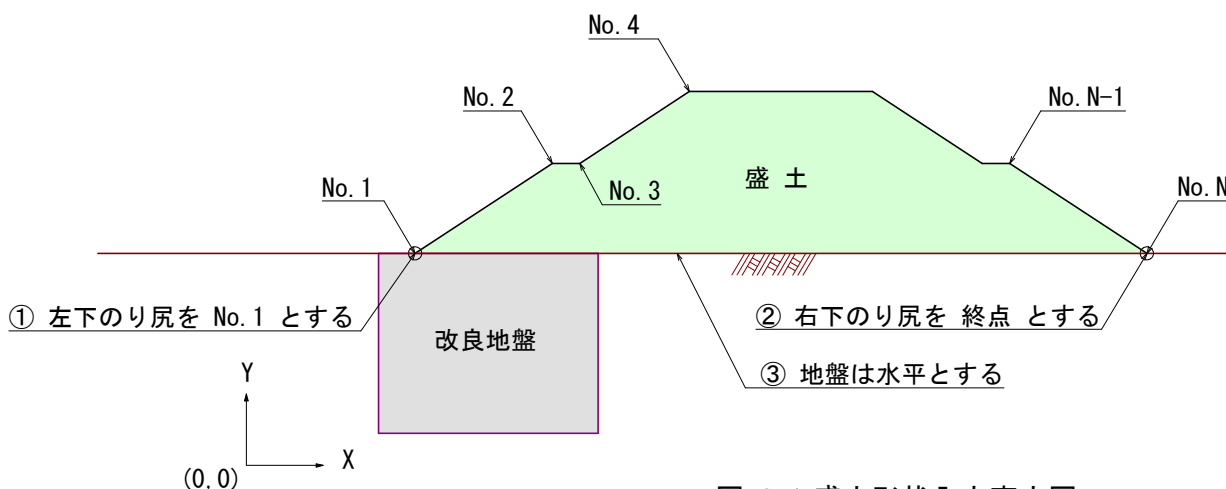 No.4
No.2
No.N-1
盛 土
No.1
No.3
No.N
① 左下のり尻を No.1 とする
② 右下のり尻を 終点 とする
改良地盤
③ 地盤は水平とする
Y
X
(0,0)